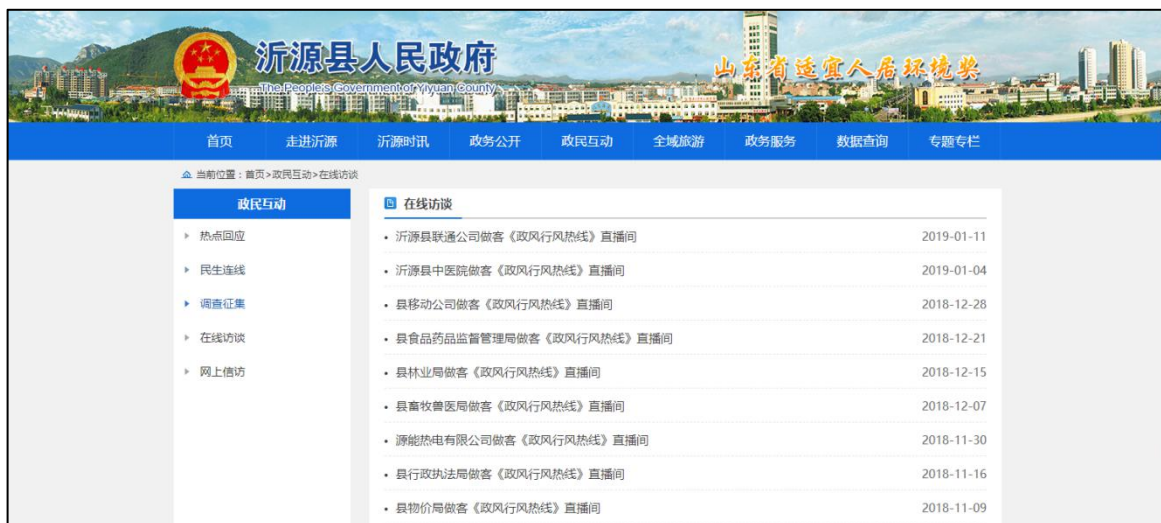 沂源县人民政府
The People's Government of Yiyuan County
山东省适宜人居环境奖
首页 走进沂源 沂源时讯 政务公开 政民互动 全域旅游 政务服务 数据查询 专题专栏
当前位置：首页>政民互动>在线访谈
政民互动
热点回应
民生连线
调查征集
在线访谈
网上信访
在线访谈
• 沂源县联通公司做客《政风行风热线》直播间 2019-01-11
• 沂源县中医院做客《政风行风热线》直播间 2019-01-04
• 县移动公司做客《政风行风热线》直播间 2018-12-28
• 县食品药品监督管理局做客《政风行风热线》直播间 2018-12-21
• 县林业局做客《政风行风热线》直播间 2018-12-15
• 县畜牧兽医局做客《政风行风热线》直播间 2018-12-07
• 源能热电有限公司做客《政风行风热线》直播间 2018-11-30
• 县行政执法局做客《政风行风热线》直播间 2018-11-16
• 县物价局做客《政风行风热线》直播间 2018-11-09